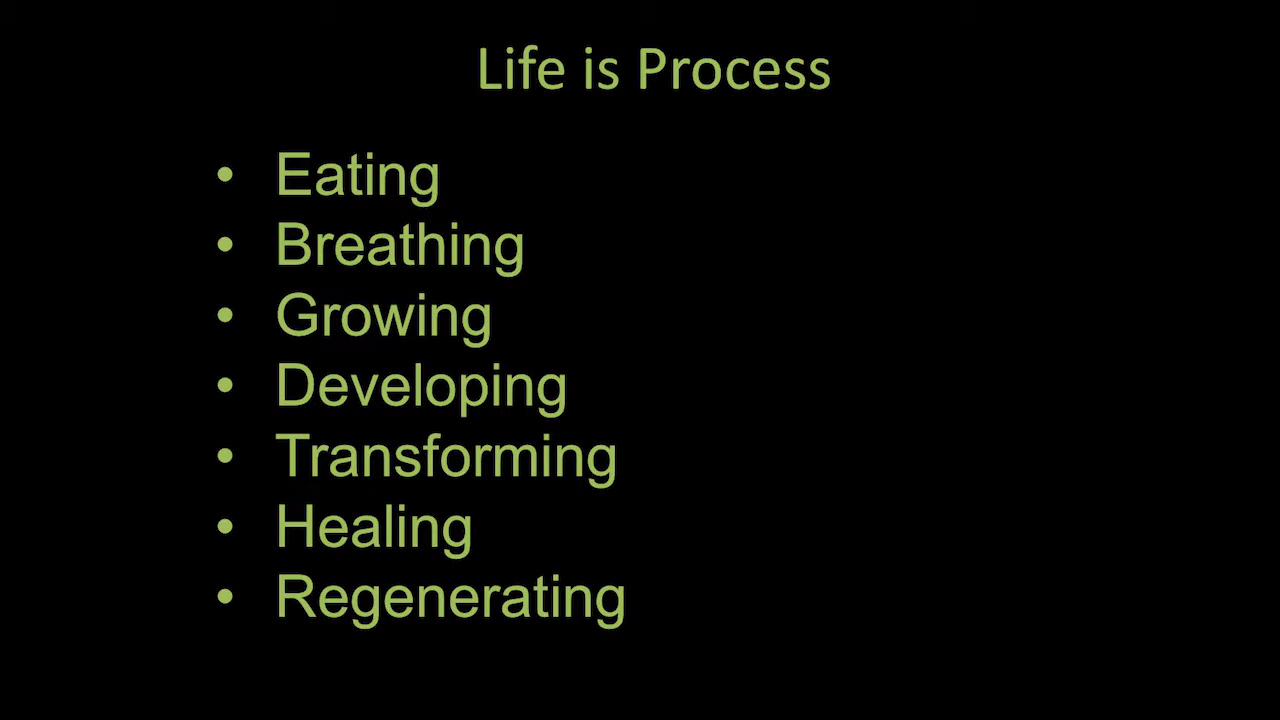 Life is Process
• Eating
• Breathing
• Growing
• Developing
• Transforming
• Healing
• Regenerating